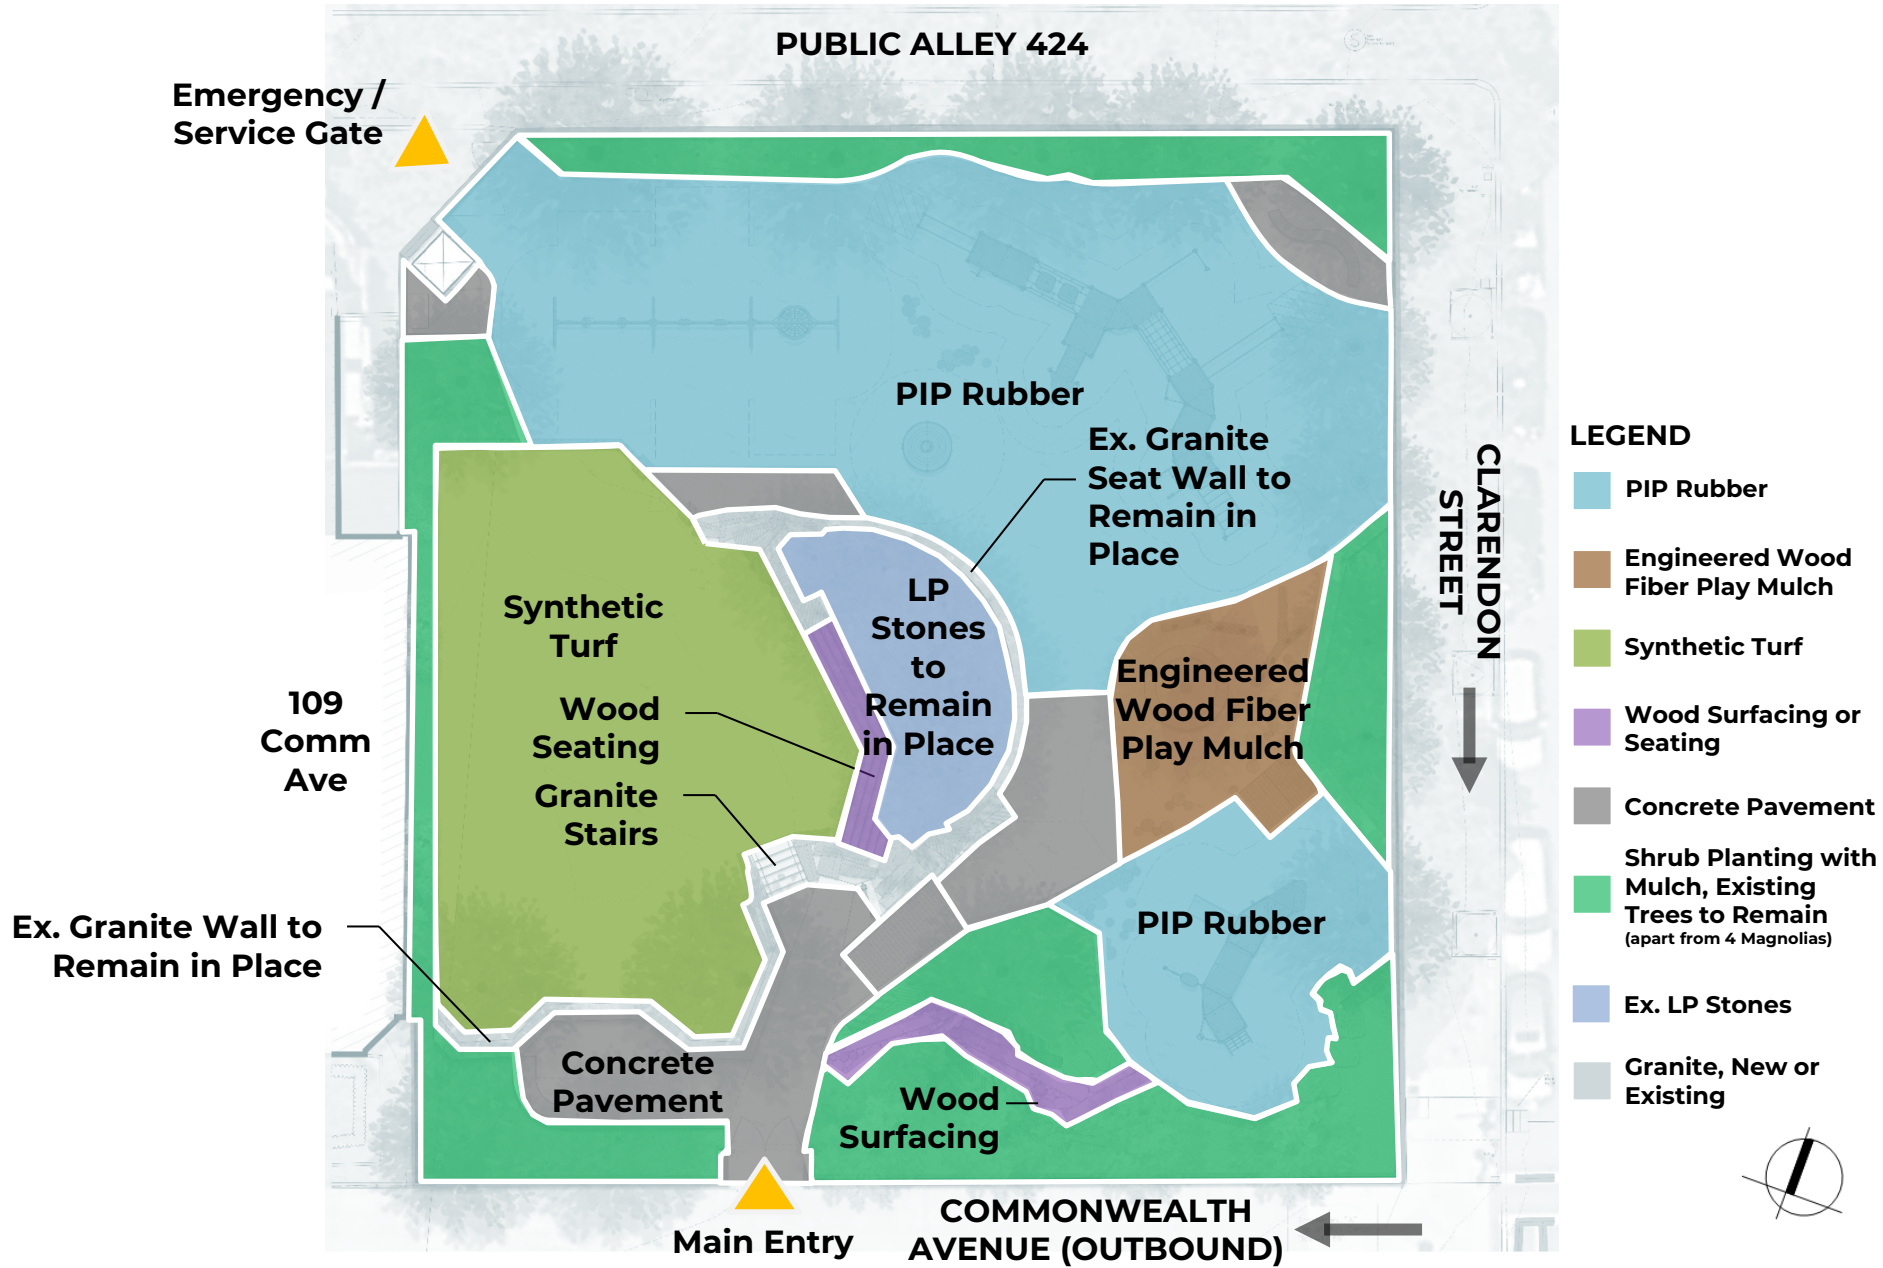 PUBLIC ALLEY 424
Emergency /
Service Gate
PIP Rubber
Ex. Granite
Seat Wall to
Remain in
Place
CLARENDON
STREET
LP
Stones
to
Remain
in Place
Synthetic
Turf
Engineered
Wood Fiber
Play Mulch
Wood
Seating
109
Comm
Ave
Granite
Stairs
Ex. Granite Wall to
Remain in Place
PIP Rubber
Concrete
Pavement
Wood
Surfacing
Main Entry
COMMONWEALTH
AVENUE (OUTBOUND)
LEGEND
PIP Rubber
Engineered Wood
Fiber Play Mulch
Synthetic Turf
Wood Surfacing or
Seating
Concrete Pavement
Shrub Planting with
Mulch, Existing
Trees to Remain
(apart from 4 Magnolias)
Ex. LP Stones
Granite, New or
Existing